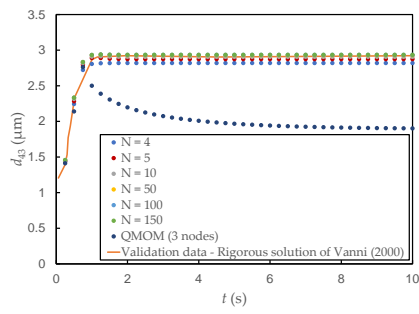 3.5
3
2.5
2
1.5
1
0.5
0
d43 (μm)
N = 4
N = 5
N = 10
N = 50
N = 100
N = 150
QMOM (3 nodes)
Validation data - Rigorous solution of Vanni (2000)
0 2 4 6 8 10
t (s)